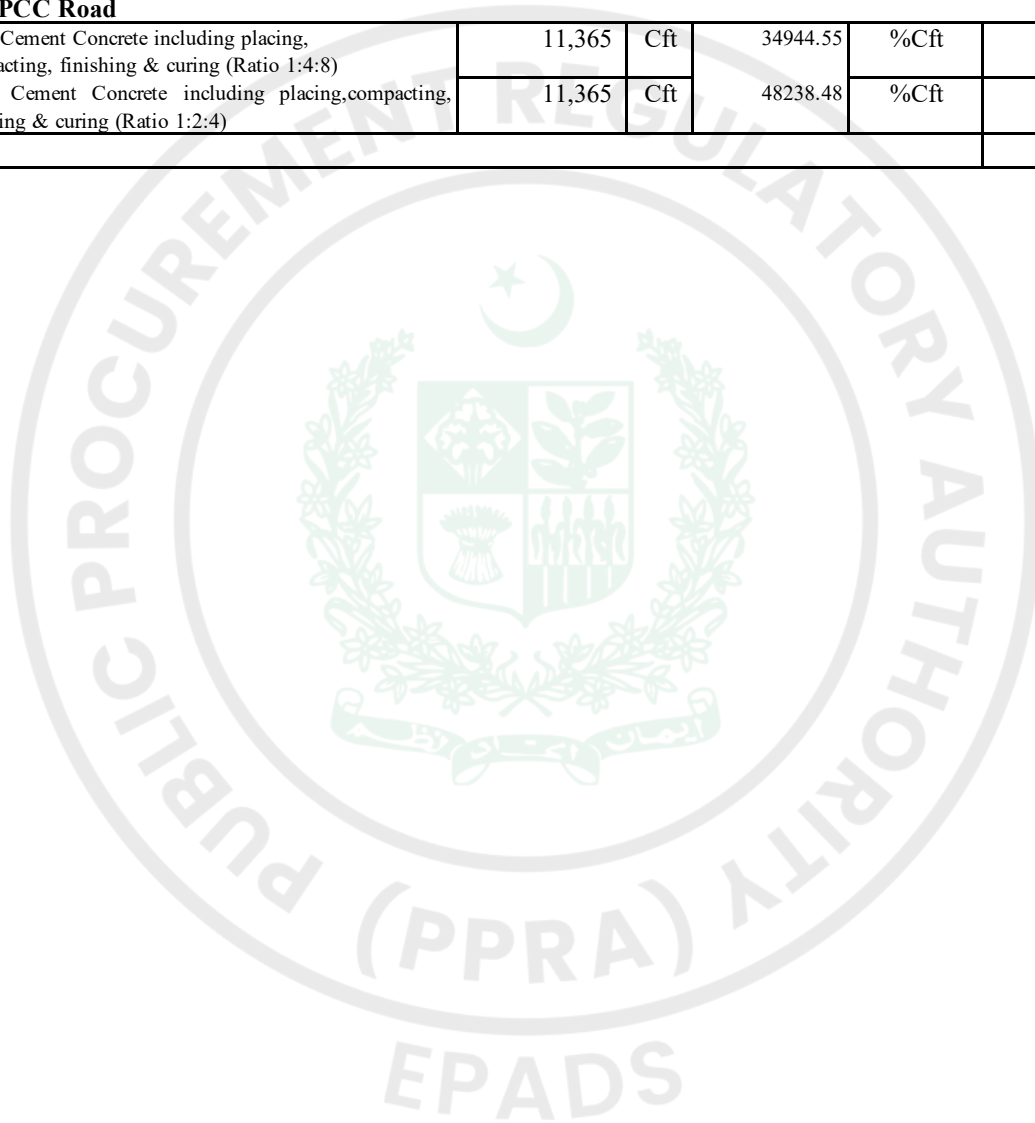 PCC Road
Cement Concrete including placing, 11,365 Cft 34944.55 %Cft
acting, finishing & curing (Ratio 1:4:8)
Cement Concrete including placing,compacting, 11,365 Cft 48238.48 %Cft
ing & curing (Ratio 1:2:4)
PUBLIC PROCUREMENT REGULATORY AUTHORITY
(PPRA)
EPADS